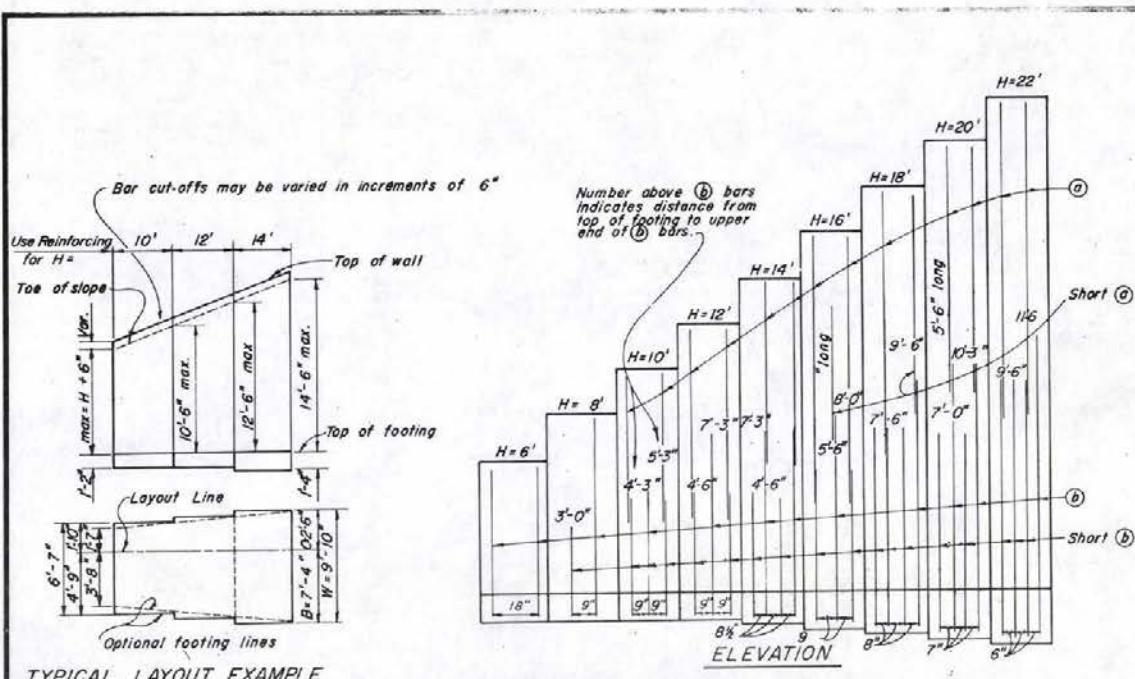 Bar cut-offs may be varied in increments of 6"
Use Reinforcing
for H =
10'
12'
14'
Top of wall
Toe of slope
Var.
max = H + 6"
10'-6" max.
12'-6" max
14'-6" max
Top of footing
1'-2"
1'-4"
Layout Line
6'-7"
4'-9"
1'-10"
3'-8"
B = 7'-4"
2'-6"
W = 9'-10"
Optional footing lines
TYPICAL LAYOUT EXAMPLE
Number above ⓑ bars
indicates distance from
top of footing to upper
end of ⓑ bars.
H=6'
H= 8'
H=10'
H=12'
H=14'
H=16'
H=18'
H=20'
H=22'
ⓐ
Short ⓐ
ⓑ
Short ⓑ
3'-0"
4'-3"
5'-3"
4'-6"
7'-3"
7'-3"
4'-6"
" long
8'-0"
5'-6"
9'-6"
7'-6"
5'-6" long
10-3"
7'-0"
11-6
9'-6"
18"
9"
9" 9"
9" 9"
8½"
9
8"
7"
6"
ELEVATION